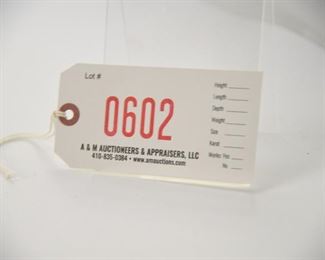 Lot #
0602
A & M AUCTIONEERS & APPRAISERS, LLC
410-835-0384 • www.amauctions.com
Height
Length
Depth
Weight
Size
Karat
Marks: Yes
No